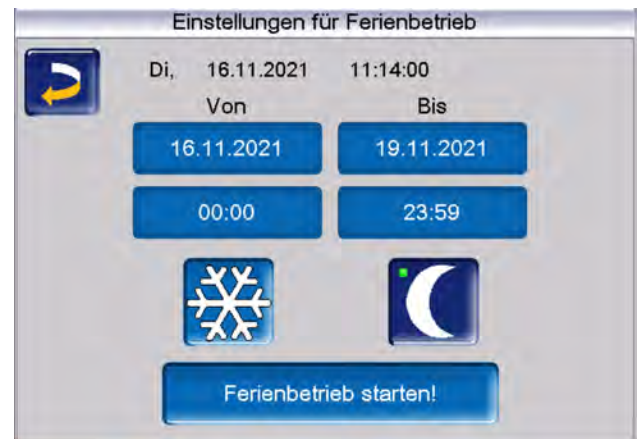 Einstellungen für Ferienbetrieb
Di, 16.11.2021 11:14:00
Von Bis
16.11.2021 19.11.2021
00:00 23:59
Ferienbetrieb starten!